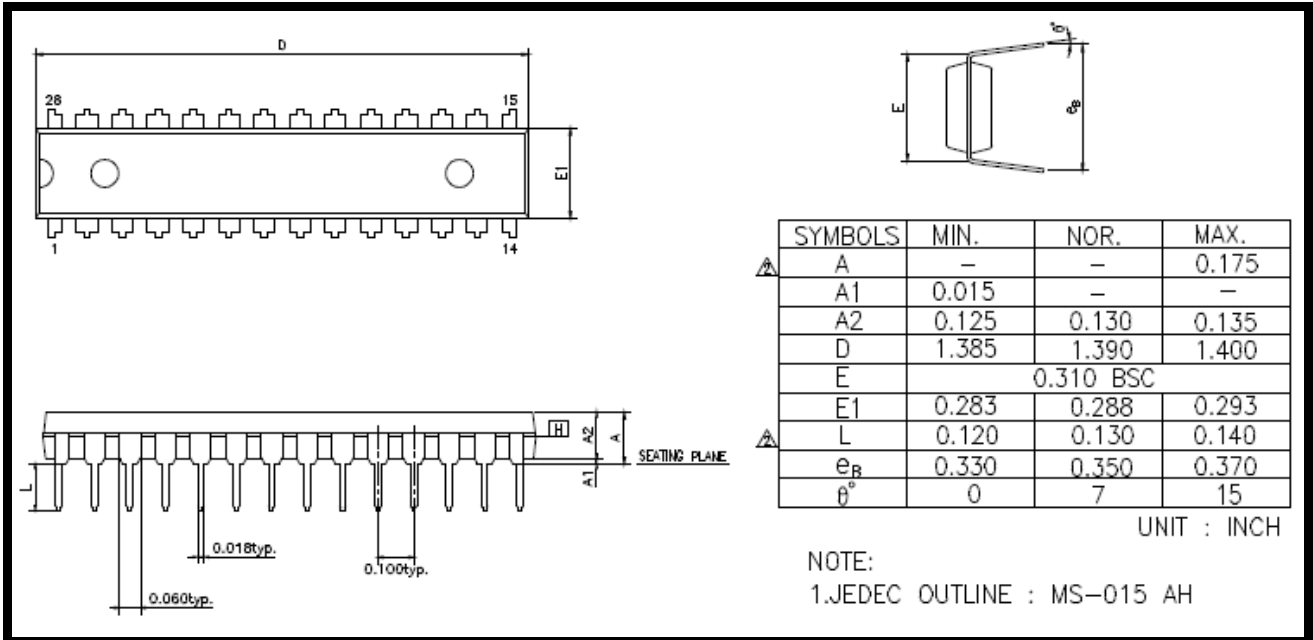 D
28 15
E1
1 14
θ°
E
eB
SYMBOLS MIN. NOR. MAX.
2 A – – 0.175
A1 0.015 – –
A2 0.125 0.130 0.135
D 1.385 1.390 1.400
E 0.310 BSC
E1 0.283 0.288 0.293
2 L 0.120 0.130 0.140
eB 0.330 0.350 0.370
θ° 0 7 15
UNIT : INCH
A2 A H
SEATING PLANE
A1
L
0.018typ.
0.100typ.
0.060typ.
NOTE:
1.JEDEC OUTLINE : MS-015 AH